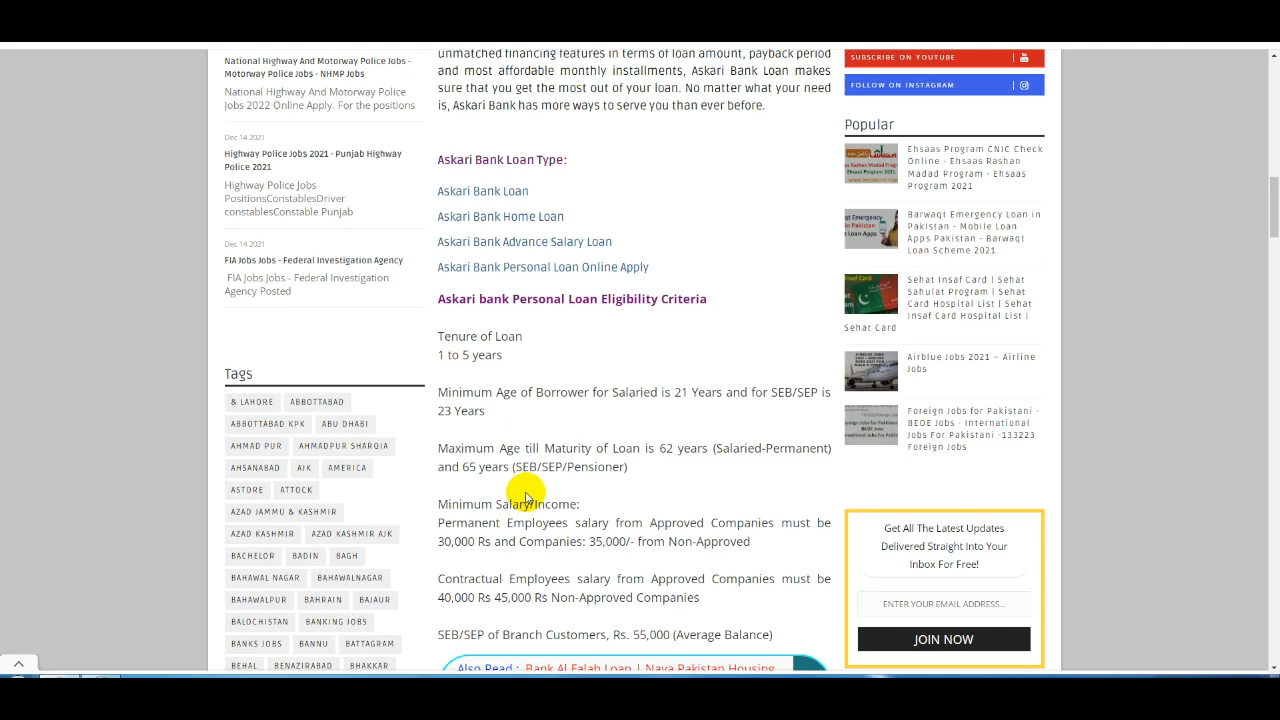 National Highway And Motorway Police Jobs -
Motorway Police Jobs - NHMP Jobs
National Highway And Motorway Police
Jobs 2022 Online Apply. For the positions
Dec 14 2021
Highway Police Jobs 2021 - Punjab Highway
Police 2021
Highway Police Jobs
PositionsConstablesDriver
constablesConstable Punjab
Dec 14 2021
FIA Jobs Jobs - Federal Investigation Agency
FIA Jobs Jobs - Federal Investigation
Agency Posted
Tags
& LAHORE
ABBOTTABAD
ABBOTTABAD KPK
ABU DHABI
AHMAD PUR
AHMADPUR SHARQIA
AHSANABAD
AJK
AMERICA
ASTORE
ATTOCK
AZAD JAMMU & KASHMIR
AZAD KASHMIR
AZAD KASHMIR AJK
BACHELOR
BADIN
BAGH
BAHAWAL NAGAR
BAHAWALNAGAR
BAHAWALPUR
BAHRAIN
BAJAUR
BALOCHISTAN
BANKING JOBS
BANKS JOBS
BANNU
BATTAGRAM
BEHAL
BENAZIRABAD
BHAKKAR
unmatched financing features in terms of loan amount, payback period
and most affordable monthly installments, Askari Bank Loan makes
sure that you get the most out of your loan. No matter what your need
is, Askari Bank has more ways to serve you than ever before.
Askari Bank Loan Type:
Askari Bank Loan
Askari Bank Home Loan
Askari Bank Advance Salary Loan
Askari Bank Personal Loan Online Apply
Askari bank Personal Loan Eligibility Criteria
Tenure of Loan
1 to 5 years
Minimum Age of Borrower for Salaried is 21 Years and for SEB/SEP is
23 Years
Maximum Age till Maturity of Loan is 62 years (Salaried-Permanent)
and 65 years (SEB/SEP/Pensioner)
Minimum Salary/Income:
Permanent Employees salary from Approved Companies must be
30,000 Rs and Companies: 35,000/- from Non-Approved
Contractual Employees salary from Approved Companies must be
40,000 Rs 45,000 Rs Non-Approved Companies
SEB/SEP of Branch Customers, Rs. 55,000 (Average Balance)
Also Read : Bank Al Falah Loan | Naya Pakistan Housing
SUBSCRIBE ON YOUTUBE
FOLLOW ON INSTAGRAM
Popular
Ehsaas Program CNIC Check
Online - Ehsaas Rashan
Madad Program - Ehsaas
Program 2021
Barwaqt Emergency Loan in
Pakistan - Mobile Loan
Apps Pakistan - Barwaqt
Loan Scheme 2021
Sehat Insaf Card | Sehat
Sahulat Program | Sehat
Card Hospital List | Sehat
Insaf Card Hospital List |
Sehat Card
Airblue Jobs 2021 – Airline
Jobs
Foreign Jobs for Pakistani -
BEOE Jobs - International
Jobs For Pakistani -133223
Foreign Jobs
Get All The Latest Updates
Delivered Straight Into Your
Inbox For Free!
ENTER YOUR EMAIL ADDRESS...
JOIN NOW